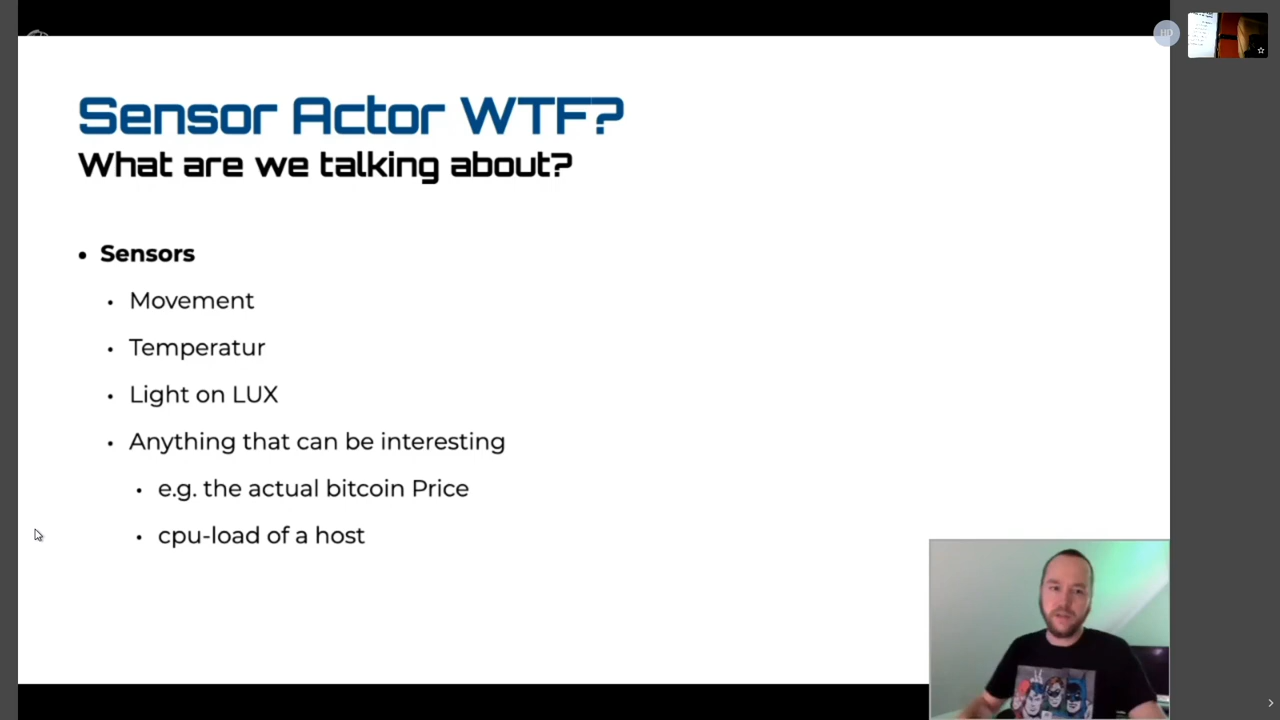 Sensor Actor WTF?
What are we talking about?
• Sensors
• Movement
• Temperatur
• Light on LUX
• Anything that can be interesting
• e.g. the actual bitcoin Price
• cpu-load of a host